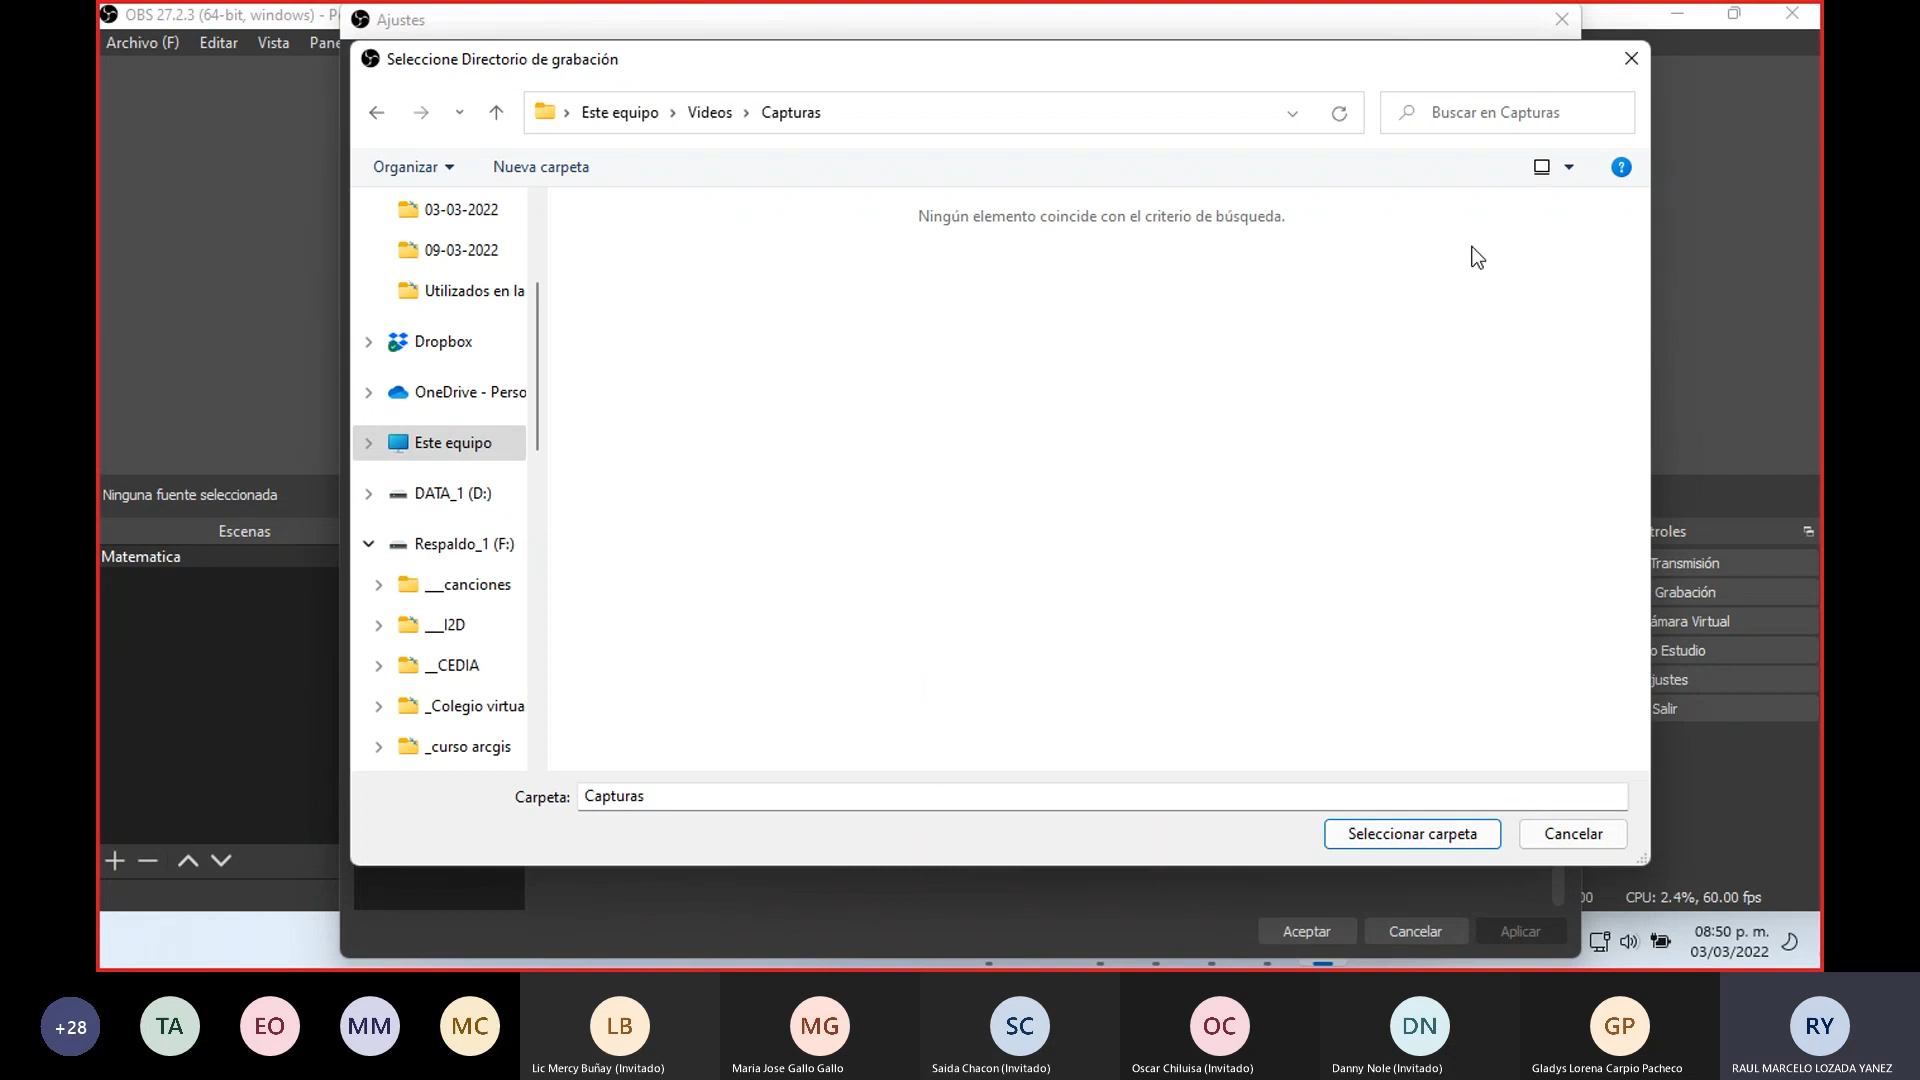 OBS 27.2.3 (64-bit, windows) - P
Archivo (F) Editar Vista Pane
Ajustes
Seleccione Directorio de grabación
Este equipo > Videos > Capturas
Buscar en Capturas
Organizar
Nueva carpeta
03-03-2022
09-03-2022
Utilizados en la
Dropbox
OneDrive - Perso
Este equipo
DATA_1 (D:)
Respaldo_1 (F:)
___canciones
___I2D
__CEDIA
_Colegio virtua
_curso arcgis
Ningún elemento coincide con el criterio de búsqueda.
Carpeta: Capturas
Seleccionar carpeta
Cancelar
Ninguna fuente seleccionada
Escenas
Matematica
troles
Transmisión
Grabación
ámara Virtual
o Estudio
justes
Salir
00 CPU: 2.4%, 60.00 fps
Aceptar
Cancelar
Aplicar
08:50 p. m.
03/03/2022
+28
TA
EO
MM
MC
LB
Lic Mercy Buñay (Invitado)
MG
Maria Jose Gallo Gallo
SC
Saida Chacon (Invitado)
OC
Oscar Chiluisa (Invitado)
DN
Danny Nole (Invitado)
GP
Gladys Lorena Carpio Pacheco
RY
RAUL MARCELO LOZADA YANEZ